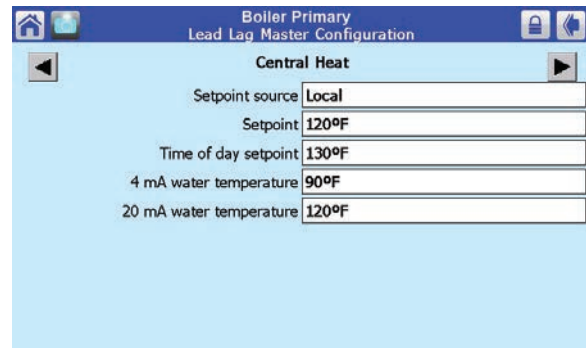 Boiler Primary
Lead Lag Master Configuration
Central Heat
Setpoint source Local
Setpoint 120ºF
Time of day setpoint 130ºF
4 mA water temperature 90ºF
20 mA water temperature 120ºF